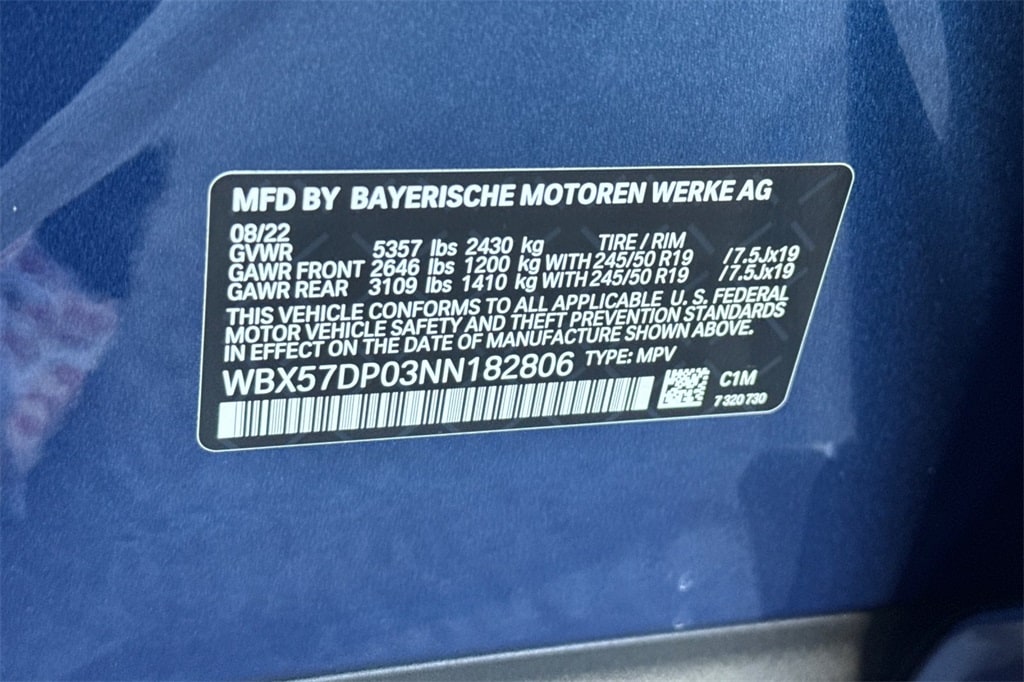 MFD BY BAYERISCHE MOTOREN WERKE AG
08/22
GVWR 5357 lbs 2430 kg TIRE / RIM
GAWR FRONT 2646 lbs 1200 kg WITH 245/50 R19 /7.5Jx19
GAWR REAR 3109 lbs 1410 kg WITH 245/50 R19 /7.5Jx19
THIS VEHICLE CONFORMS TO ALL APPLICABLE U. S. FEDERAL
MOTOR VEHICLE SAFETY AND THEFT PREVENTION STANDARDS
IN EFFECT ON THE DATE OF MANUFACTURE SHOWN ABOVE.
WBX57DP03NN182806 TYPE: MPV
C1M
7 320 730